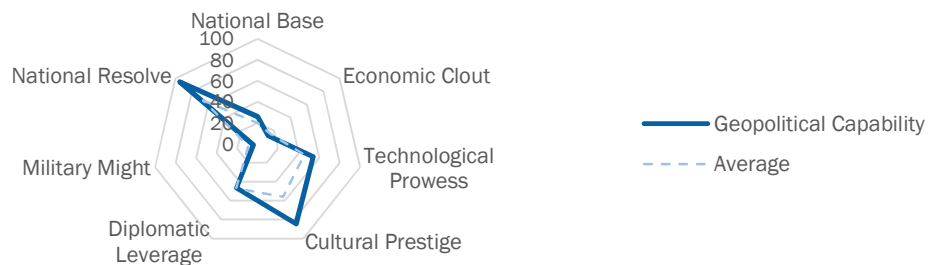 National Base
100
80
60
40
20
0
National Resolve
Economic Clout
Military Might
Technological
Prowess
Diplomatic
Leverage
Cultural Prestige
Geopolitical Capability
Average